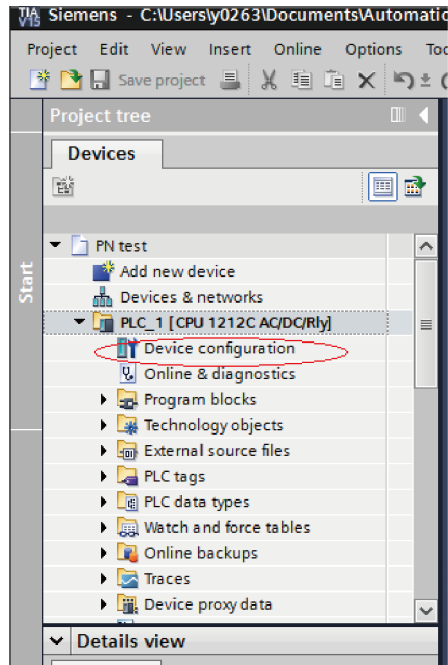 TIA V15 Siemens - C:\Users\y0263\Documents\Automatic
Project Edit View Insert Online Options Too
Save project
Project tree
Devices
Start
PN test
Add new device
Devices & networks
PLC_1 [CPU 1212C AC/DC/Rly]
Device configuration
Online & diagnostics
Program blocks
Technology objects
External source files
PLC tags
PLC data types
Watch and force tables
Online backups
Traces
Device proxy data
Details view